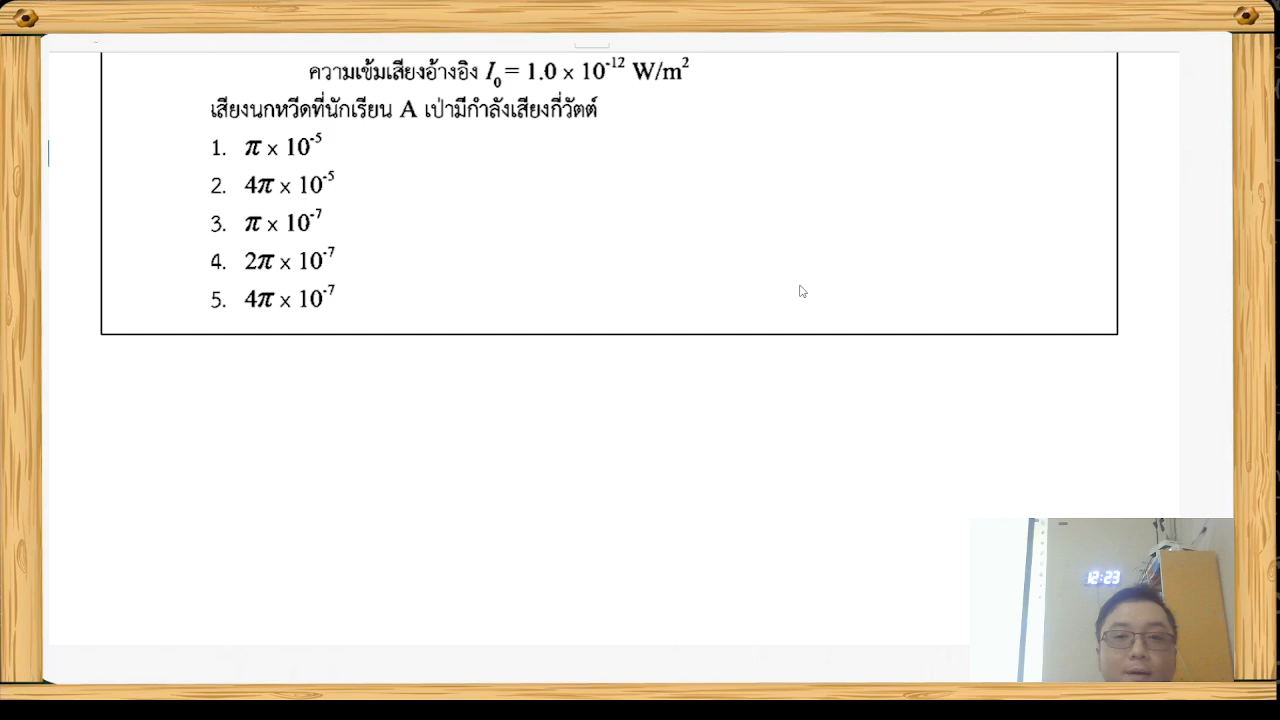 ความเข้มเสียงอ้างอิง I₀ = 1.0 × 10⁻¹² W/m²
เสียงนกหวีดที่นักเรียน A เป่ามีกำลังเสียงกี่วัตต์
1. π × 10⁻⁵
2. 4π × 10⁻⁵
3. π × 10⁻⁷
4. 2π × 10⁻⁷
5. 4π × 10⁻⁷
12:23